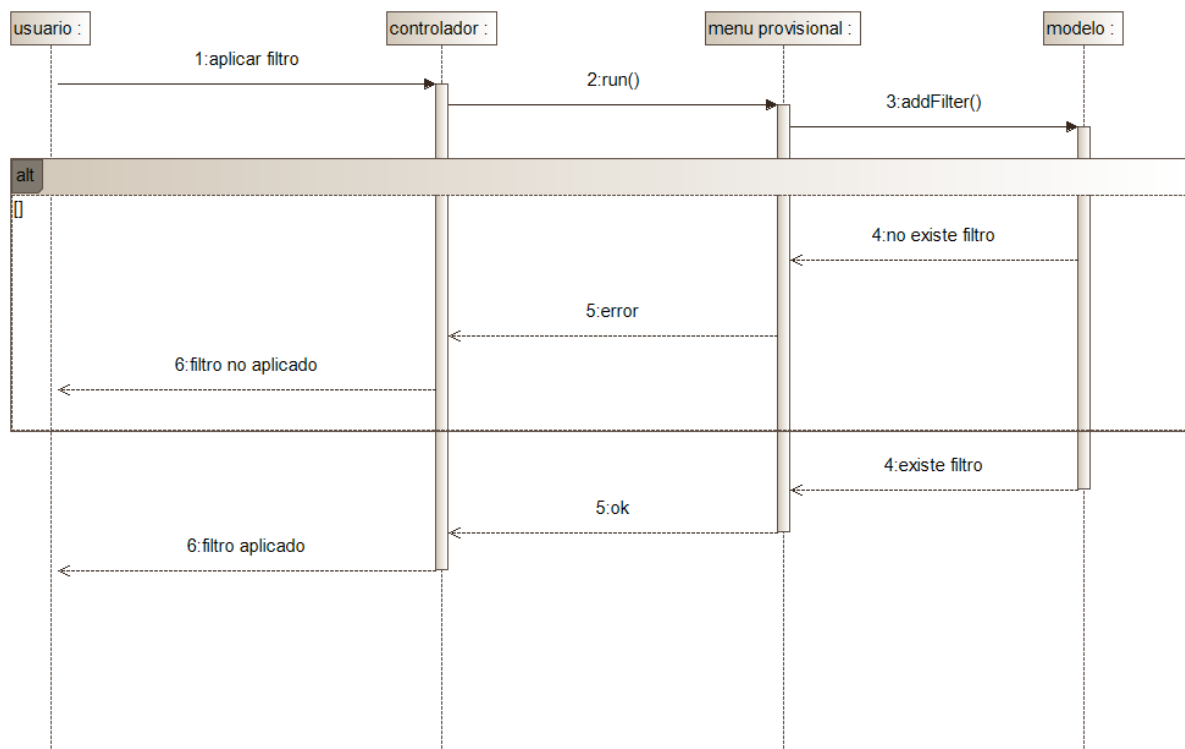 usuario :
controlador :
menu provisional :
modelo :
1:aplicar filtro
2:run()
3:addFilter()
alt
[]
4:no existe filtro
5:error
6:filtro no aplicado
4:existe filtro
5:ok
6:filtro aplicado